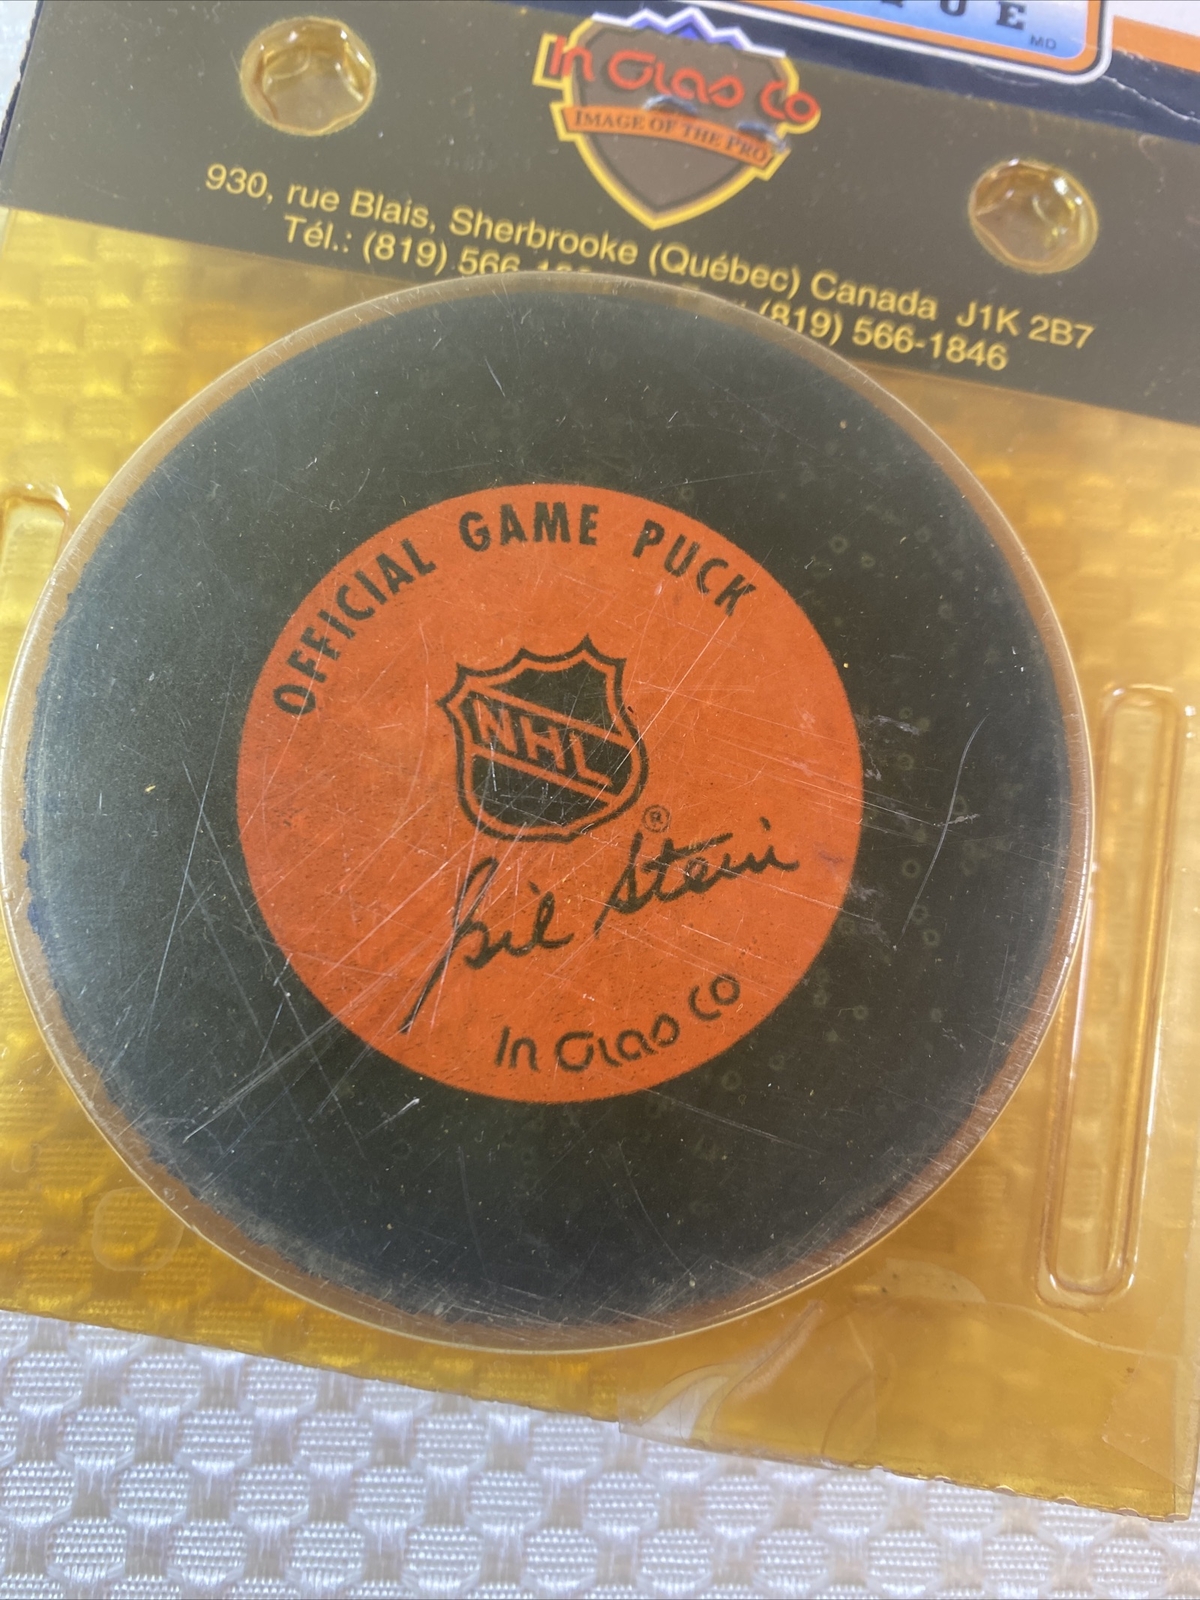 MD
In Glas Co
IMAGE OF THE PRO
930, rue Blais, Sherbrooke (Québec) Canada J1K 2B7
Tél.: (819) 566
(819) 566-1846
OFFICIAL GAME PUCK
NHL
®
Gil Stein
In Glas Co